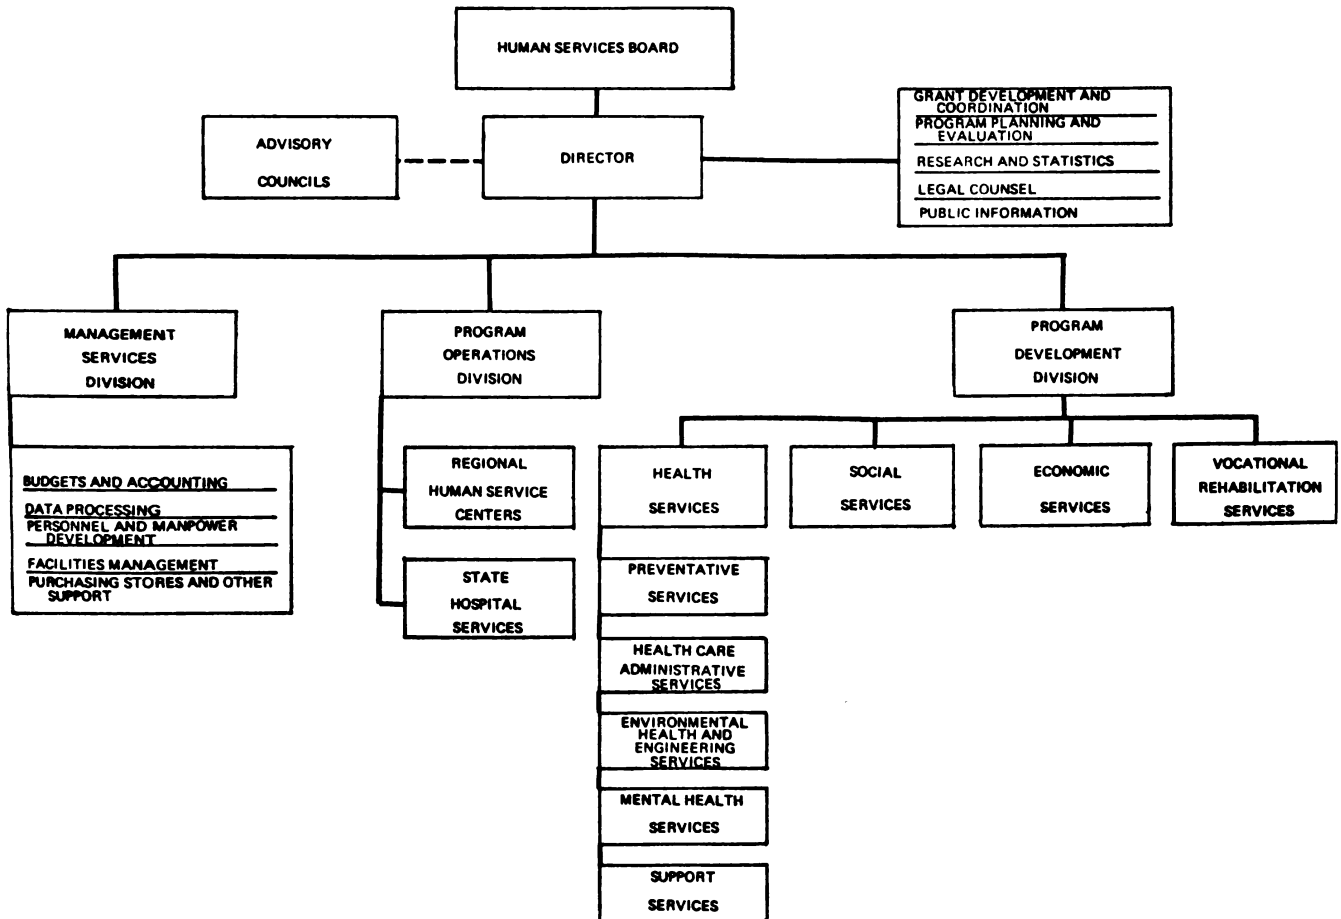 HUMAN SERVICES BOARD
ADVISORY
COUNCILS
DIRECTOR
GRANT DEVELOPMENT AND
COORDINATION
PROGRAM PLANNING AND
EVALUATION
RESEARCH AND STATISTICS
LEGAL COUNSEL
PUBLIC INFORMATION
MANAGEMENT
SERVICES
DIVISION
PROGRAM
OPERATIONS
DIVISION
PROGRAM
DEVELOPMENT
DIVISION
BUDGETS AND ACCOUNTING
DATA PROCESSING
PERSONNEL AND MANPOWER
DEVELOPMENT
FACILITIES MANAGEMENT
PURCHASING STORES AND OTHER
SUPPORT
REGIONAL
HUMAN SERVICE
CENTERS
STATE
HOSPITAL
SERVICES
HEALTH
SERVICES
SOCIAL
SERVICES
ECONOMIC
SERVICES
VOCATIONAL
REHABILITATION
SERVICES
PREVENTATIVE
SERVICES
HEALTH CARE
ADMINISTRATIVE
SERVICES
ENVIRONMENTAL
HEALTH AND
ENGINEERING
SERVICES
MENTAL HEALTH
SERVICES
SUPPORT
SERVICES